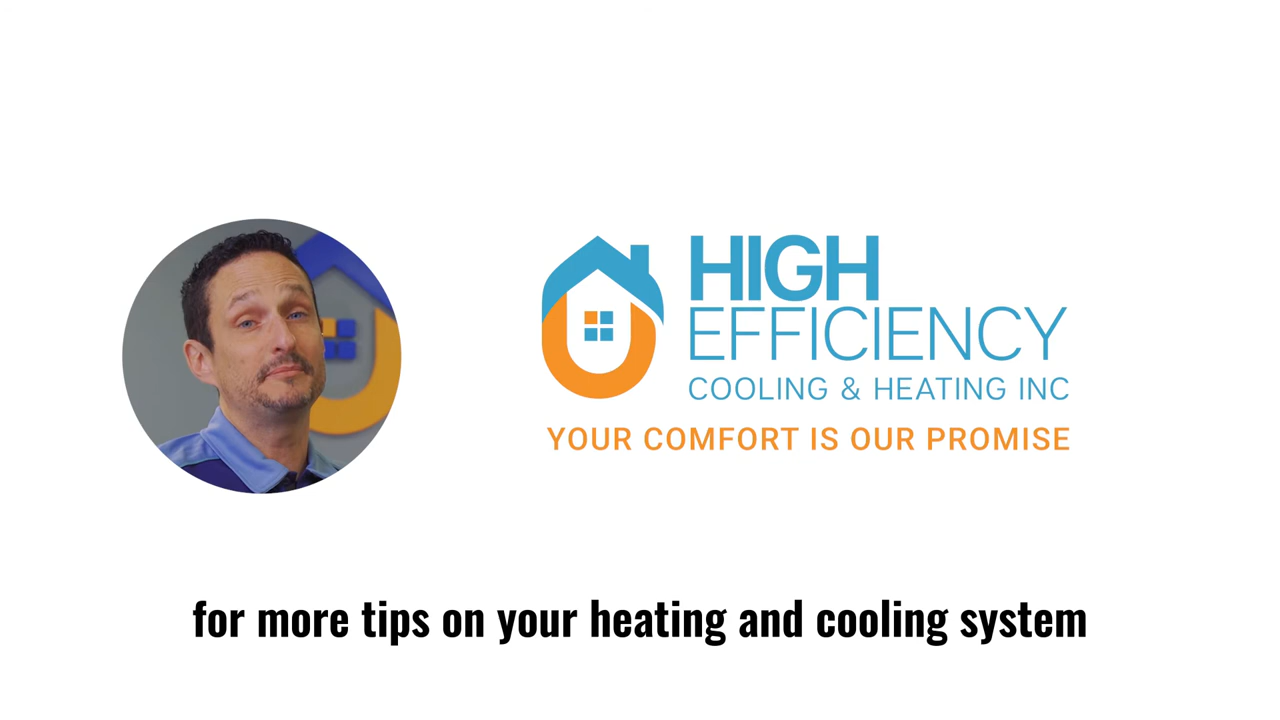 HIGH
EFFICIENCY
COOLING & HEATING INC
YOUR COMFORT IS OUR PROMISE
for more tips on your heating and cooling system